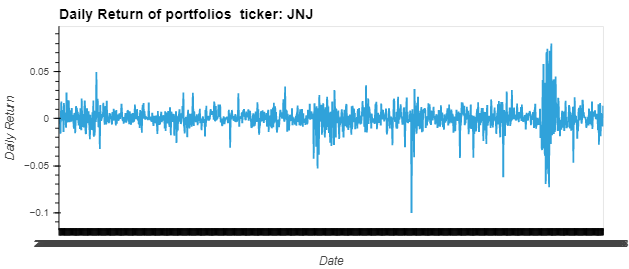 Daily Return of portfolios  ticker: JNJ
Daily Return
0.05
0
−0.05
−0.1
Date